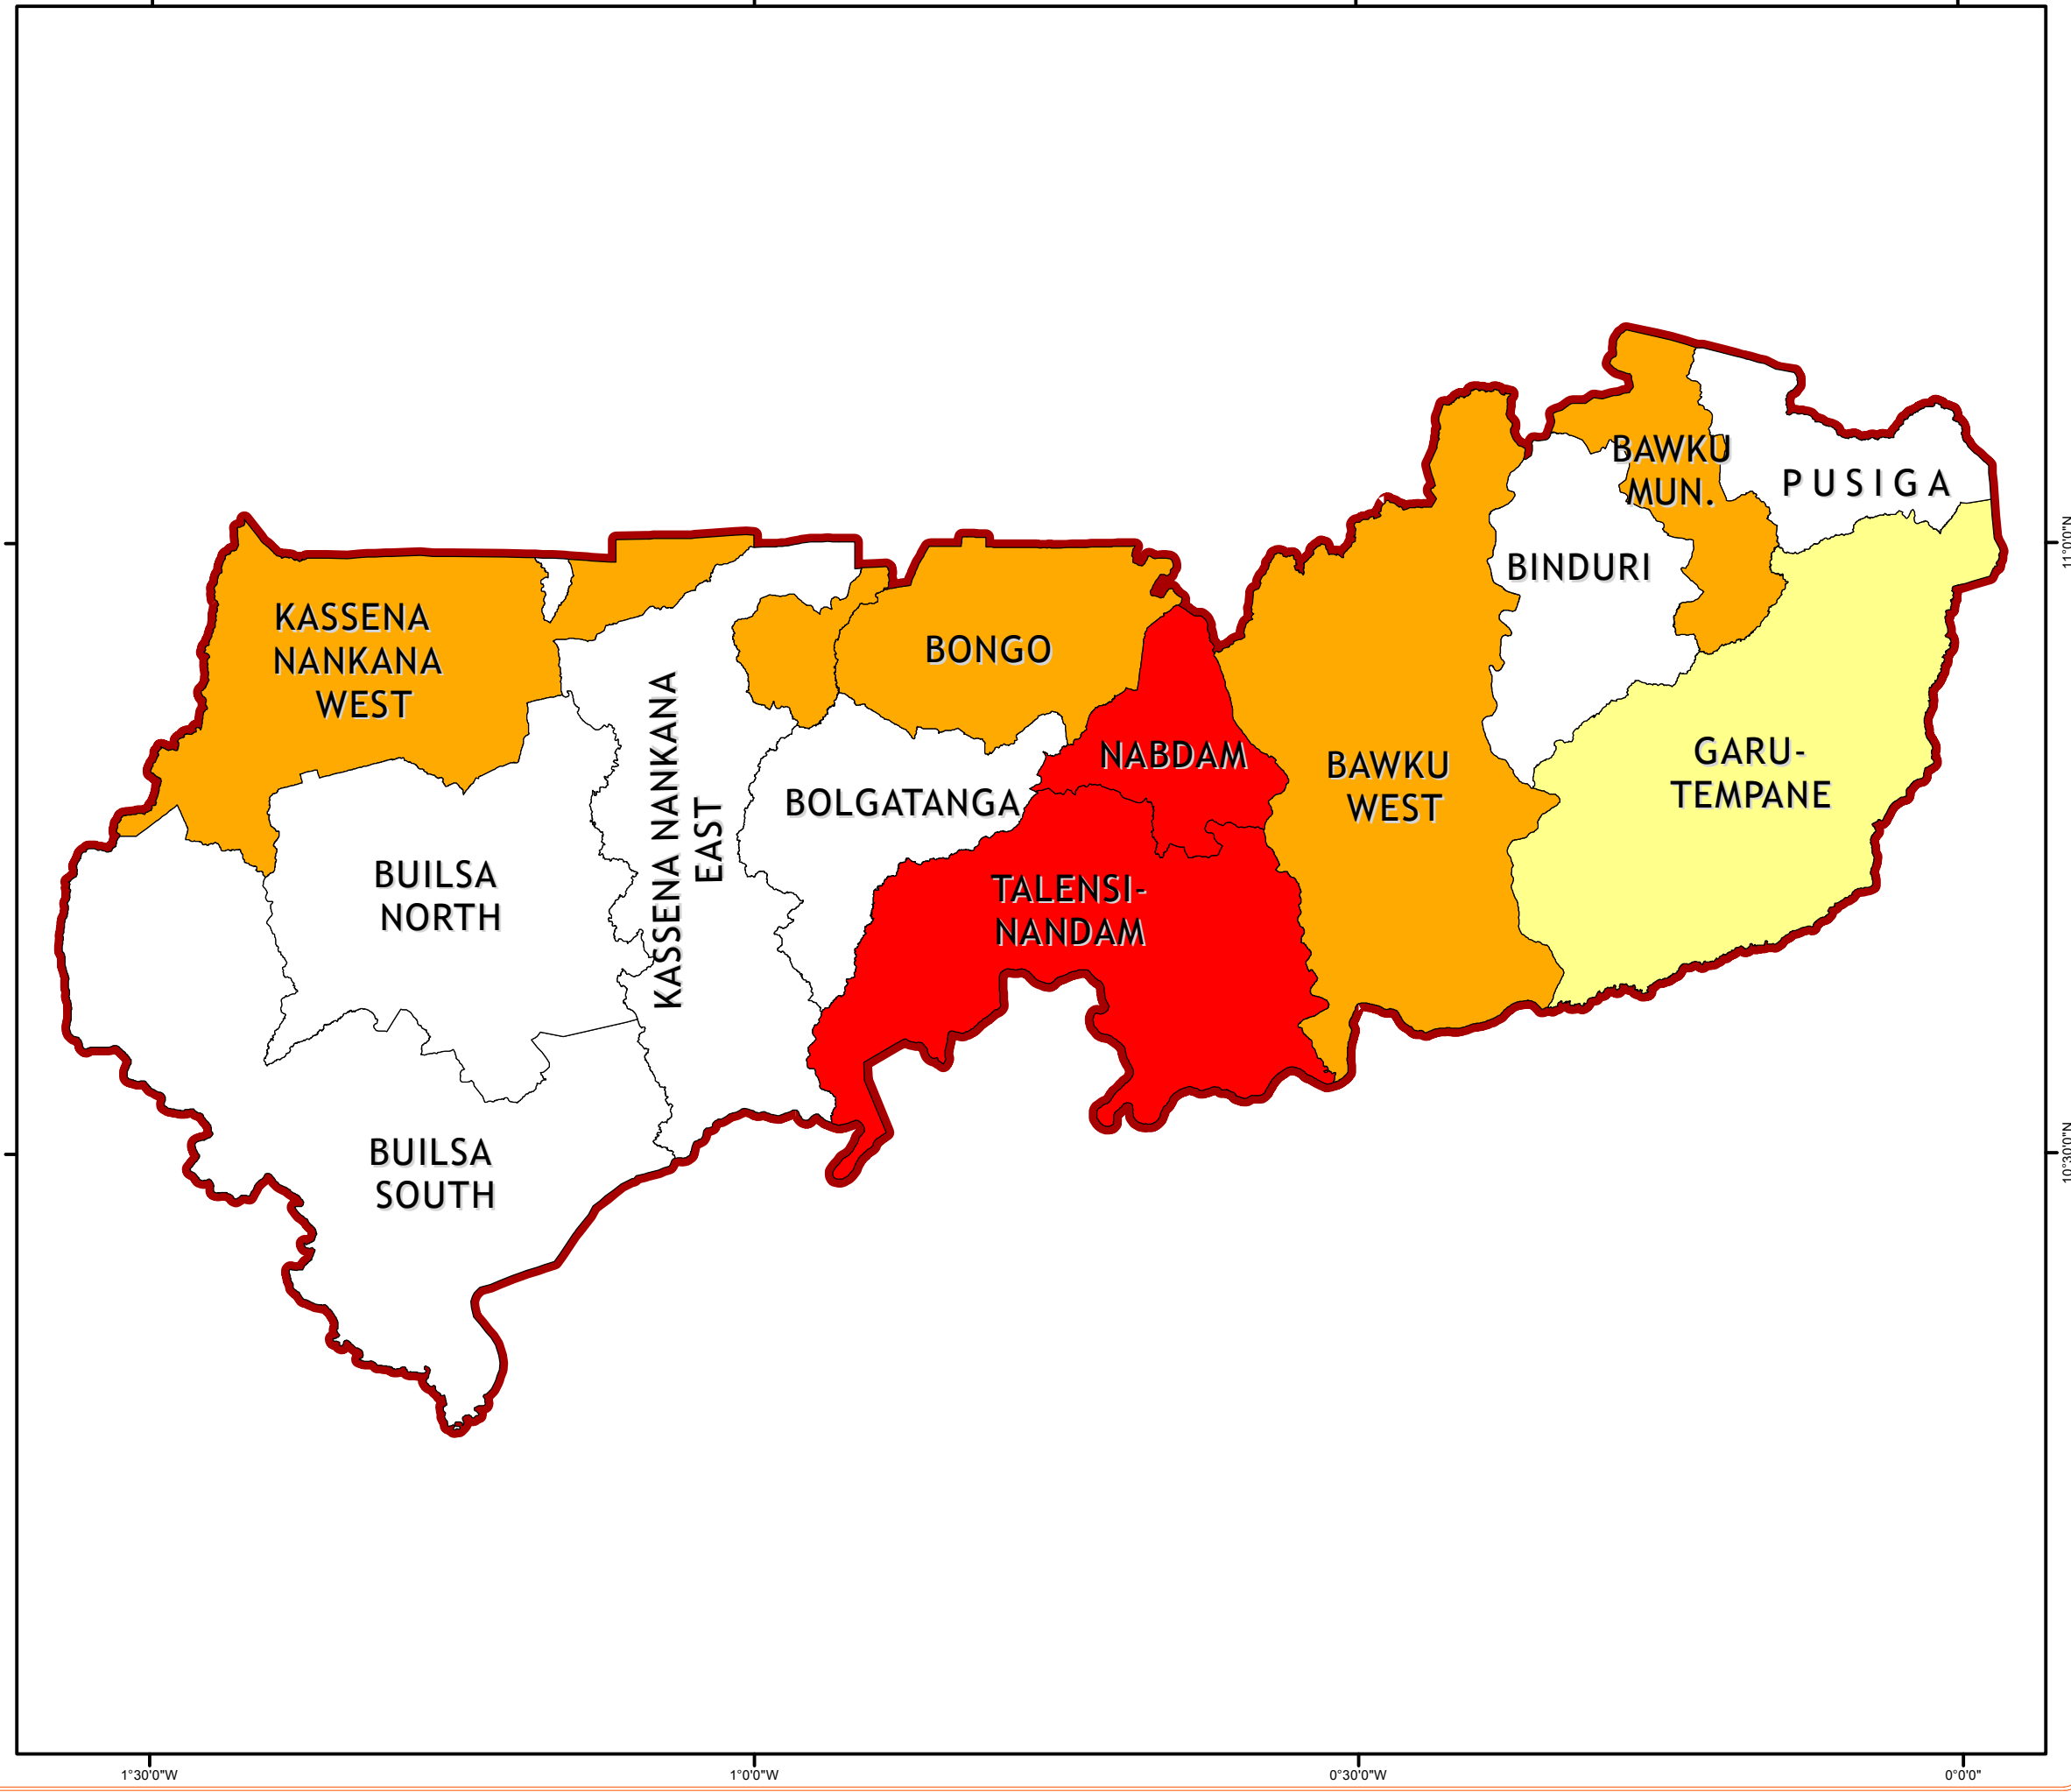 BAWKU
MUN.
PUSIGA
11°0'0"N
BINDURI
KASSENA
NANKANA
WEST
BONGO
KASSENA NANKANA
EAST
NABDAM
BAWKU
WEST
GARU-
TEMPANE
BOLGATANGA
BUILSA
NORTH
TALENSI-
NANDAM
BUILSA
SOUTH
10°30'0"N
1°30'0"W
1°0'0"W
0°30'0"W
0°0'0"